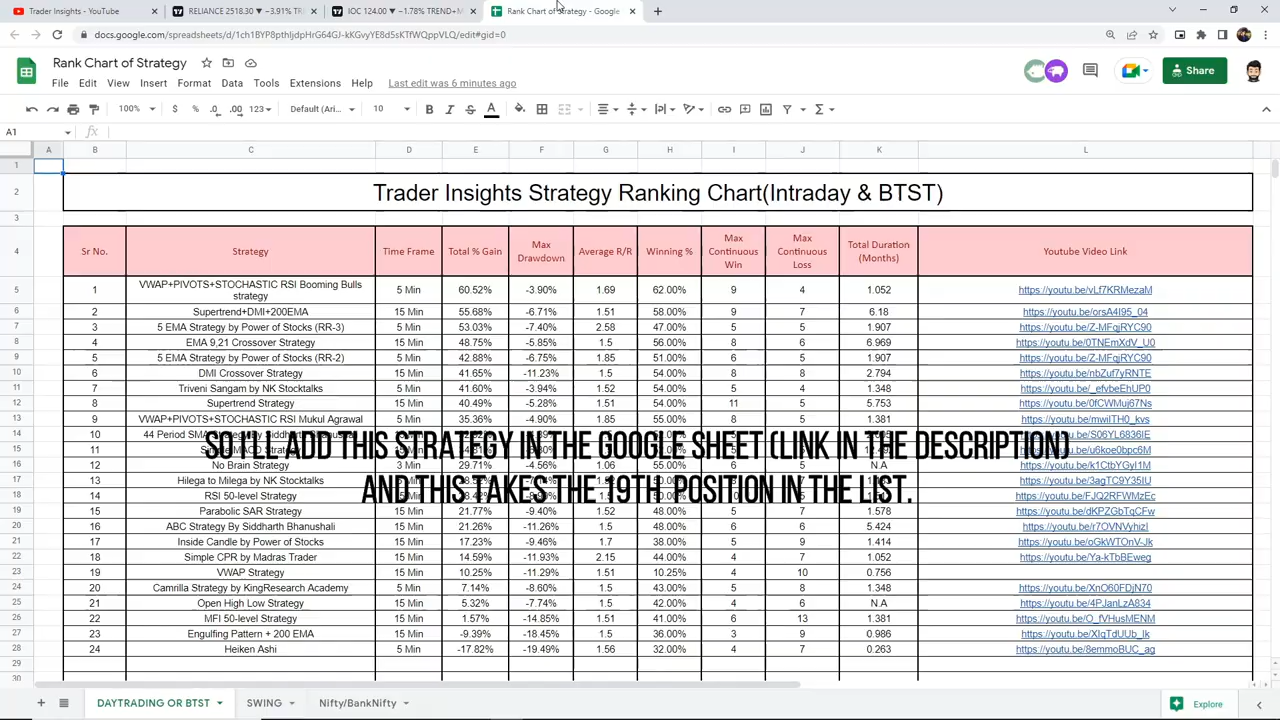 Trader Insights - YouTube
RELIANCE 2518.30 ▼ −3.91% TR
IOC 124.00 ▼ −1.78% TREND+M
Rank Chart of Strategy - Google
docs.google.com/spreadsheets/d/
/edit#gid=0
Rank Chart of Strategy
File Edit View Insert Format Data Tools Extensions Help Last edit was 6 minutes ago
Share
100% $ % .0 .00 123 Default (Ari... 10 B I S A
A1 fx
A B C D E F G H I J K L
Trader Insights Strategy Ranking Chart(Intraday & BTST)
Sr No. Strategy Time Frame Total % Gain Max Drawdown Average R/R Winning % Max Continuous Win Max Continuous Loss Total Duration (Months) Youtube Video Link
1 VWAP+PIVOTS+STOCHASTIC RSI Booming Bulls strategy 5 Min 60.52% -3.90% 1.69 62.00% 9 4 1.052 https://youtu.be/vLf7KRMezaM
2 Supertrend+DMI+200EMA 15 Min 55.68% -6.71% 1.51 58.00% 9 7 6.18 https://youtu.be/orsA4I95_04
3 5 EMA Strategy by Power of Stocks (RR-3) 5 Min 53.03% -7.40% 2.58 47.00% 5 5 1.907 https://youtu.be/Z-MFqjRYC90
4 EMA 9,21 Crossover Strategy 15 Min 48.75% -5.85% 1.5 56.00% 8 6 6.969 https://youtu.be/0TNEmXdV_U0
5 5 EMA Strategy by Power of Stocks (RR-2) 5 Min 42.88% -6.75% 1.85 51.00% 6 5 1.907 https://youtu.be/Z-MFqjRYC90
6 DMI Crossover Strategy 15 Min 41.65% -11.23% 1.5 54.00% 8 8 2.794 https://youtu.be/nbZuf7yRNTE
7 Triveni Sangam by NK Stocktalks 5 Min 41.60% -3.94% 1.52 54.00% 5 4 1.348 https://youtu.be/_efvbeEhUP0
8 Supertrend Strategy 15 Min 40.49% -5.28% 1.51 54.00% 11 7 5.753 https://youtu.be/0fCWMuj67Ns
9 VWAP+PIVOTS+STOCHASTIC RSI Mukul Agrawal 5 Min 35.36% -4.90% 1.85 55.00% 8 5 1.381 https://youtu.be/mwilTH0_kvs
10 44 Period SMA Strategy By Siddharth Bhanushali https://youtu.be/S06YL6836IE
SO I'LL ADD THIS STRATEGY IN THE GOOGLE SHEET (LINK IN THE DESCRIPTION)
11 Simple MACD Strategy https://youtu.be/u6koe0bpc6M
12 No Brain Strategy 3 Min 29.71% -4.56% 1.06 55.00% 6 6 N.A https://youtu.be/k1CtbYGyI1M
13 Hilega to Milega by NK Stocktalks https://youtu.be/3agTC9Y35IU
AND THIS TAKES THE 19TH POSITION IN THE LIST.
14 RSI 50-level Strategy https://youtu.be/FJQ2RFWMzEc
15 Parabolic SAR Strategy 15 Min 21.77% -9.40% 1.52 48.00% 5 7 1.578 https://youtu.be/dKPZGbTqCFw
16 ABC Strategy By Siddharth Bhanushali 15 Min 21.26% -11.26% 1.5 48.00% 6 6 5.424 https://youtu.be/r7OVNVyhizI
17 Inside Candle by Power of Stocks 15 Min 17.23% -9.46% 1.7 38.00% 5 9 1.414 https://youtu.be/oGkWTOnV-Jk
18 Simple CPR by Madras Trader 15 Min 14.59% -11.93% 2.15 44.00% 4 7 1.052 https://youtu.be/Ya-kTbBEweg
19 VWAP Strategy 15 Min 10.25% -11.29% 1.51 10.25% 4 10 0.756
20 Camrilla Strategy by KingResearch Academy 5 Min 7.14% -8.60% 1.5 43.00% 5 8 1.348 https://youtu.be/XnO60FDjN70
21 Open High Low Strategy 15 Min 5.32% -7.74% 1.5 42.00% 4 6 N.A https://youtu.be/4PJanLzA834
22 MFI 50-level Strategy 15 Min 1.57% -14.85% 1.51 41.00% 6 13 1.381 https://youtu.be/O_fVHusMENM
23 Engulfing Pattern + 200 EMA 15 Min -9.39% -18.45% 1.5 36.00% 3 9 0.986 https://youtu.be/XIqTdUUb_Ik
24 Heiken Ashi 5 Min -17.82% -19.49% 1.56 32.00% 4 7 0.263 https://youtu.be/8emmoBUC_ag
DAYTRADING OR BTST SWING Nifty/BankNifty Explore